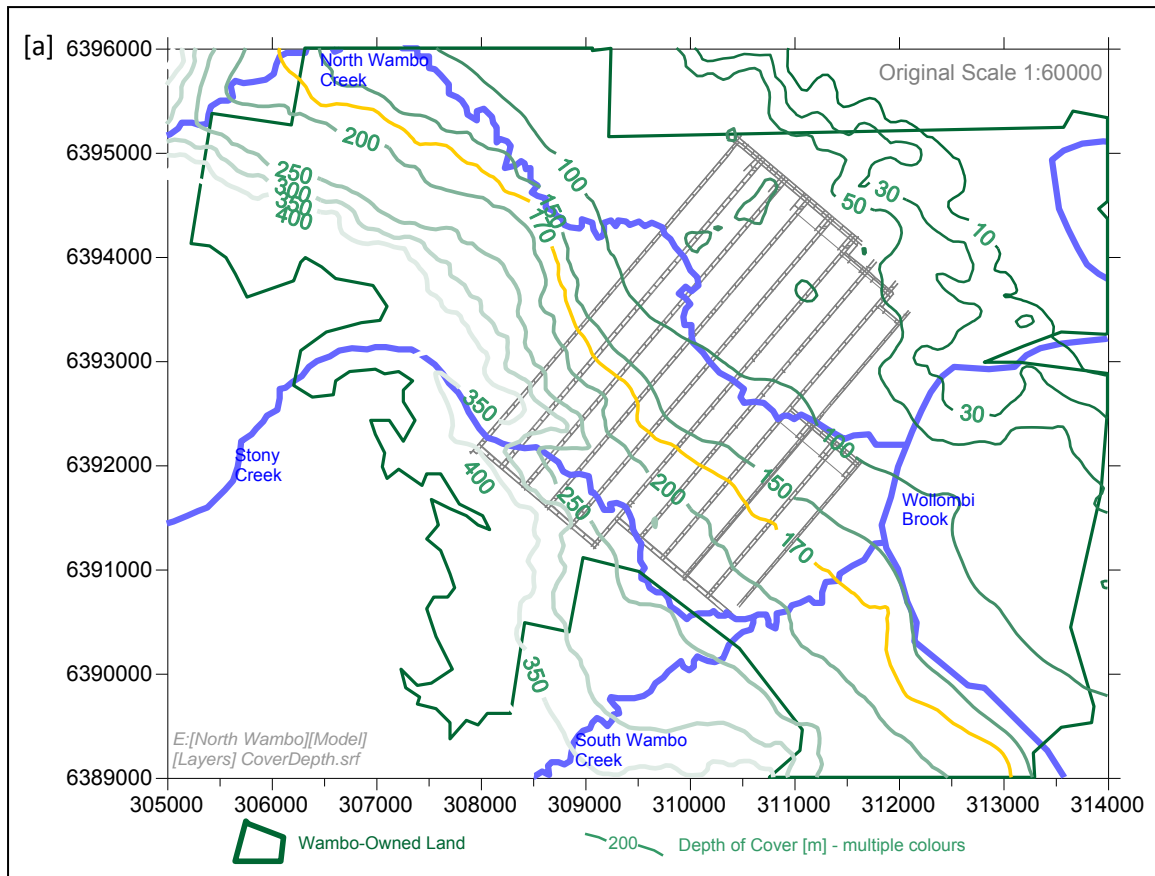 [a]
6396000
North Wambo
Creek
Original Scale 1:60000
6395000
200
100
30
50
250
300
350
400
150
170
10
6394000
6393000
350
30
6392000
Stony
Creek
400
250
200
150
100
Wollombi
Brook
170
6391000
6390000
350
South Wambo
Creek
E:[North Wambo][Model]
[Layers] CoverDepth.srf
6389000
305000 306000 307000 308000 309000 310000 311000 312000 313000 314000
Wambo-Owned Land
200
Depth of Cover [m] - multiple colours